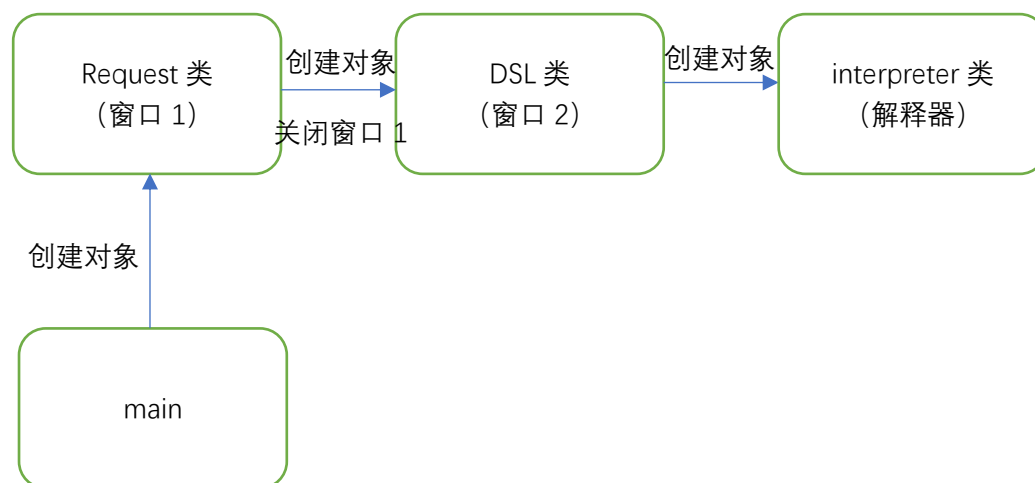 Request 类
（窗口 1）
创建对象
关闭窗口 1
DSL 类
（窗口 2）
创建对象
interpreter 类
（解释器）
创建对象
main